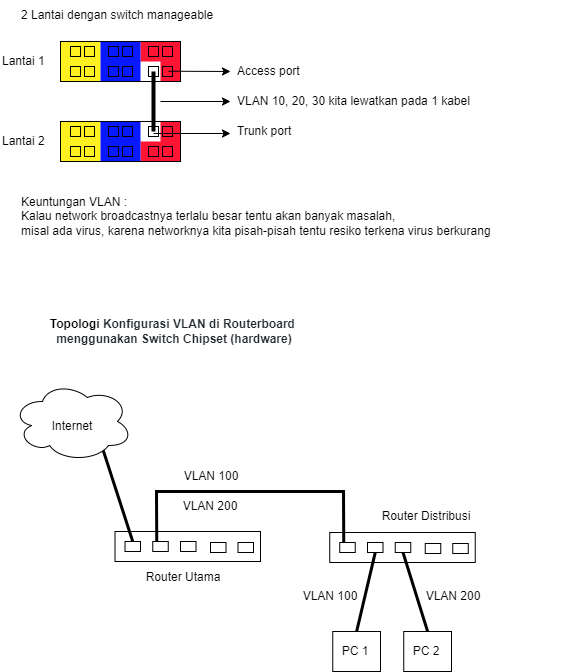 2 Lantai dengan switch manageable
Lantai 1
Access port
VLAN 10, 20, 30 kita lewatkan pada 1 kabel
Trunk port
Lantai 2
Keuntungan VLAN :
Kalau network broadcastnya terlalu besar tentu akan banyak masalah,
misal ada virus, karena networknya kita pisah-pisah tentu resiko terkena virus berkurang
Topologi Konfigurasi VLAN di Routerboard
menggunakan Switch Chipset (hardware)
Internet
VLAN 100
VLAN 200
Router Distribusi
Router Utama
VLAN 100
VLAN 200
PC 1
PC 2